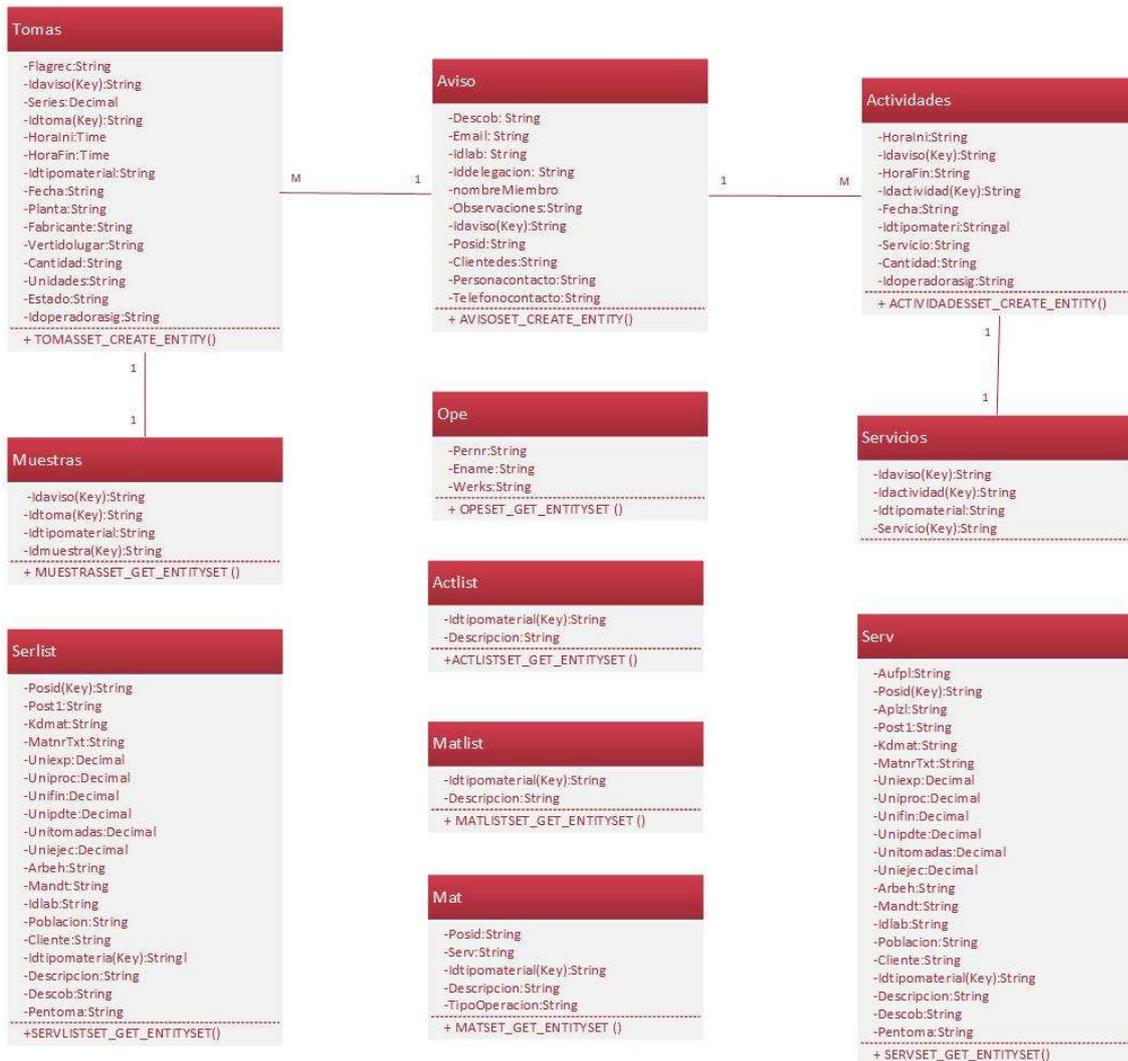 Tomas
-Flagrec:String
-Idaviso(Key):String
-Series:Decimal
-Idtoma(Key):String
-HoraIni:Time
-HoraFin:Time
-Idtipomaterial:String
-Fecha:String
-Planta:String
-Fabricante:String
-Vertidolugar:String
-Cantidad:String
-Unidades:String
-Estado:String
-Idoperadorasig:String
+ TOMASSET_CREATE_ENTITY()
M
1
Aviso
-Descob: String
-Email: String
-Idlab: String
-Iddelegacion: String
-nombreMiembro
-Observaciones:String
-Idaviso(Key):String
-Posid:String
-Clientedes:String
-Personacontacto:String
-Telefonocontacto:String
+ AVISOSET_CREATE_ENTITY()
1
M
Actividades
-HoraIni:String
-Idaviso(Key):String
-HoraFin:String
-Idactividad(Key):String
-Fecha:String
-Idtipomateri:Stringal
-Servicio:String
-Cantidad:String
-Idoperadorasig:String
+ ACTIVIDADESSET_CREATE_ENTITY()
1
1
Muestras
-Idaviso(Key):String
-Idtoma(Key):String
-Idtipomaterial:String
-Idmuestra(Key):String
+ MUESTRASSET_GET_ENTITYSET ()
Ope
-Pernr:String
-Ename:String
-Werks:String
+ OPESET_GET_ENTITYSET ()
1
1
Servicios
-Idaviso(Key):String
-Idactividad(Key):String
-Idtipomaterial:String
-Servicio(Key):String
Actlist
-Idtipomaterial(Key):String
-Descripcion:String
+ACTLISTSET_GET_ENTITYSET ()
Serlist
-Posid(Key):String
-Post1:String
-Kdmat:String
-MatnrTxt:String
-Uniexp:Decimal
-Uniproc:Decimal
-Unifin:Decimal
-Unipdte:Decimal
-Unitomadas:Decimal
-Uniejec:Decimal
-Arbeh:String
-Mandt:String
-Idlab:String
-Poblacion:String
-Cliente:String
-Idtipomateria(Key):Stringl
-Descripcion:String
-Descob:String
-Pentoma:String
+SERVLISTSET_GET_ENTITYSET()
Matlist
-Idtipomaterial(Key):String
-Descripcion:String
+ MATLISTSET_GET_ENTITYSET ()
Mat
-Posid:String
-Serv:String
-Idtipomaterial(Key):String
-Descripcion:String
-TipoOperacion:String
+ MATSET_GET_ENTITYSET ()
Serv
-Aufpl:String
-Posid(Key):String
-Aplzl:String
-Post1:String
-Kdmat:String
-MatnrTxt:String
-Uniexp:Decimal
-Uniproc:Decimal
-Unifin:Decimal
-Unipdte:Decimal
-Unitomadas:Decimal
-Uniejec:Decimal
-Arbeh:String
-Mandt:String
-Idlab:String
-Poblacion:String
-Cliente:String
-Idtipomaterial(Key):String
-Descripcion:String
-Descob:String
-Pentoma:String
+ SERVSET_GET_ENTITYSET()